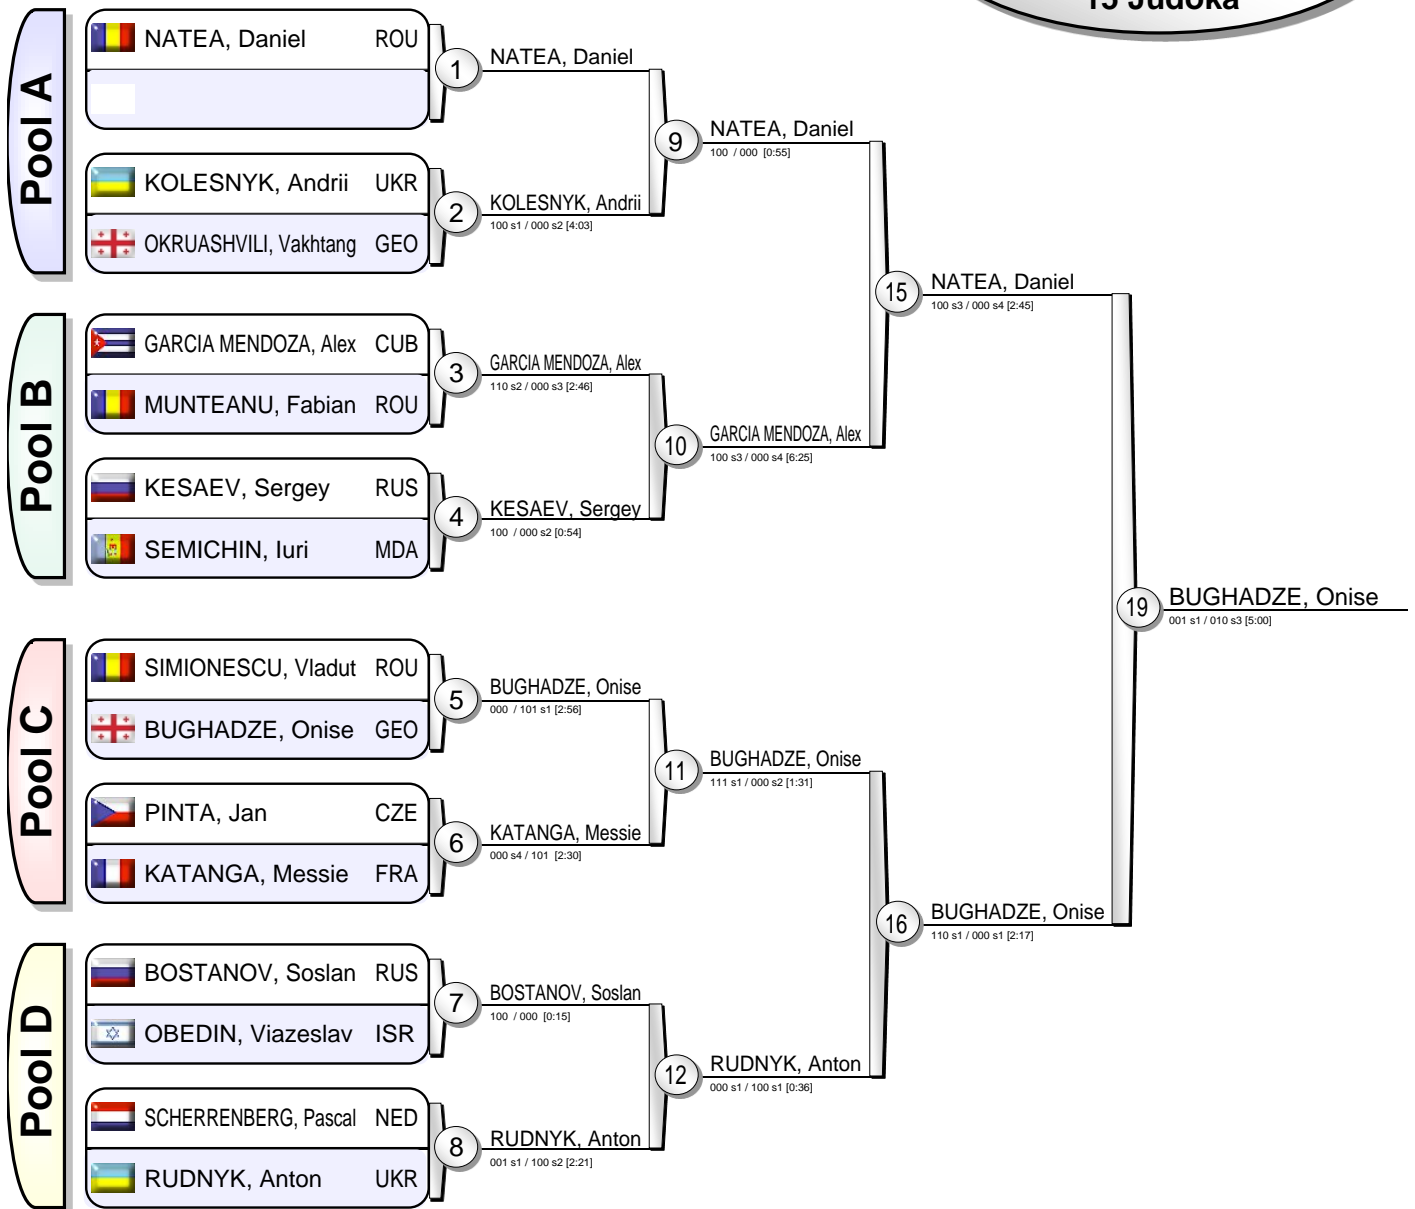 15 Judoka
Pool A
NATEA, Daniel ROU
KOLESNYK, Andrii UKR
OKRUASHVILI, Vakhtang GEO
Pool B
GARCIA MENDOZA, Alex CUB
MUNTEANU, Fabian ROU
KESAEV, Sergey RUS
SEMICHIN, Iuri MDA
Pool C
SIMIONESCU, Vladut ROU
BUGHADZE, Onise GEO
PINTA, Jan CZE
KATANGA, Messie FRA
Pool D
BOSTANOV, Soslan RUS
OBEDIN, Viazeslav ISR
SCHERRENBERG, Pascal NED
RUDNYK, Anton UKR
1
NATEA, Daniel
2
KOLESNYK, Andrii
100 s1 / 000 s2 [4:03]
3
GARCIA MENDOZA, Alex
110 s2 / 000 s3 [2:46]
4
KESAEV, Sergey
100 / 000 s2 [0:54]
5
BUGHADZE, Onise
000 / 101 s1 [2:56]
6
KATANGA, Messie
000 s4 / 101 [2:30]
7
BOSTANOV, Soslan
100 / 000 [0:15]
8
RUDNYK, Anton
001 s1 / 100 s2 [2:21]
9
NATEA, Daniel
100 / 000 [0:55]
10
GARCIA MENDOZA, Alex
100 s3 / 000 s4 [6:25]
11
BUGHADZE, Onise
111 s1 / 000 s2 [1:31]
12
RUDNYK, Anton
000 s1 / 100 s1 [0:36]
15
NATEA, Daniel
100 s3 / 000 s4 [2:45]
16
BUGHADZE, Onise
110 s1 / 000 s1 [2:17]
19
BUGHADZE, Onise
001 s1 / 010 s3 [5:00]